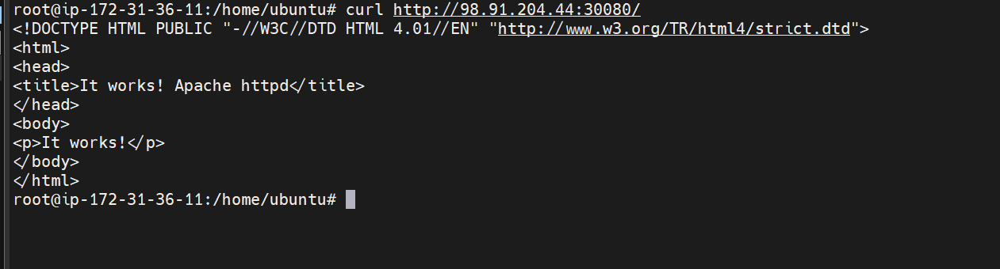 root@ip-172-31-36-11:/home/ubuntu# curl http://98.91.204.44:30080/
<!DOCTYPE HTML PUBLIC "-//W3C//DTD HTML 4.01//EN" "http://www.w3.org/TR/html4/strict.dtd">
<html>
<head>
<title>It works! Apache httpd</title>
</head>
<body>
<p>It works!</p>
</body>
</html>
root@ip-172-31-36-11:/home/ubuntu#